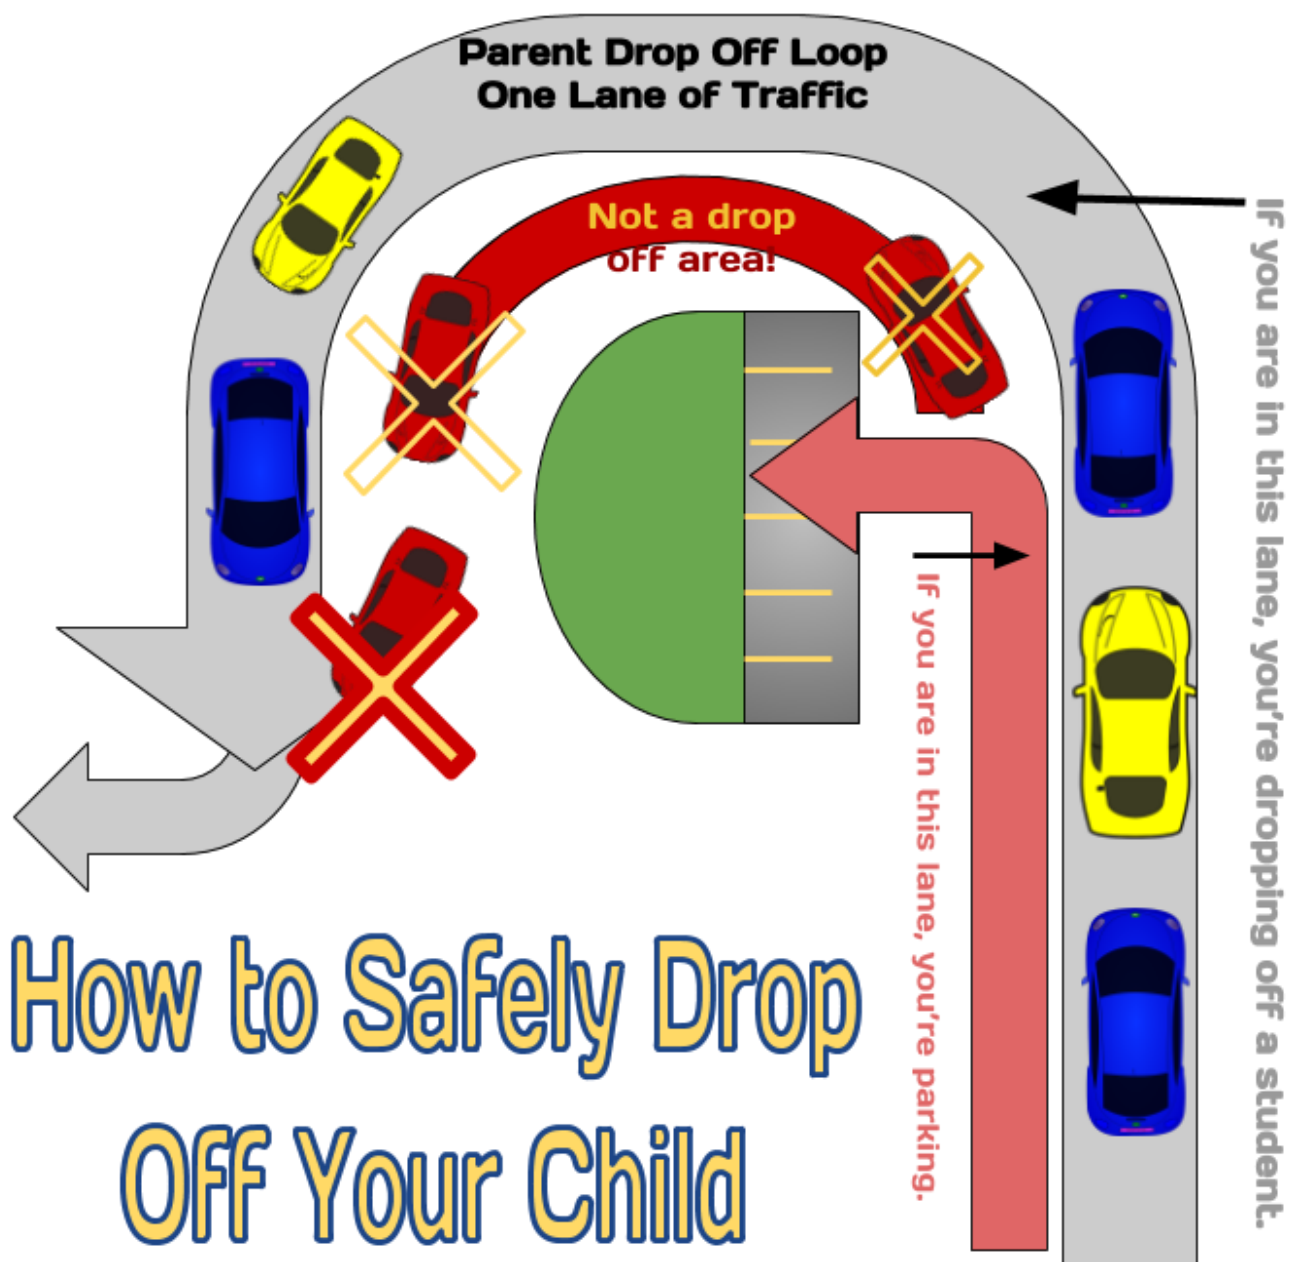 Parent Drop Off Loop
One Lane of Traffic
Not a drop
off area!
If you are in this lane, you're dropping off a student.
If you are in this lane, you're parking.
How to Safely Drop
Off Your Child